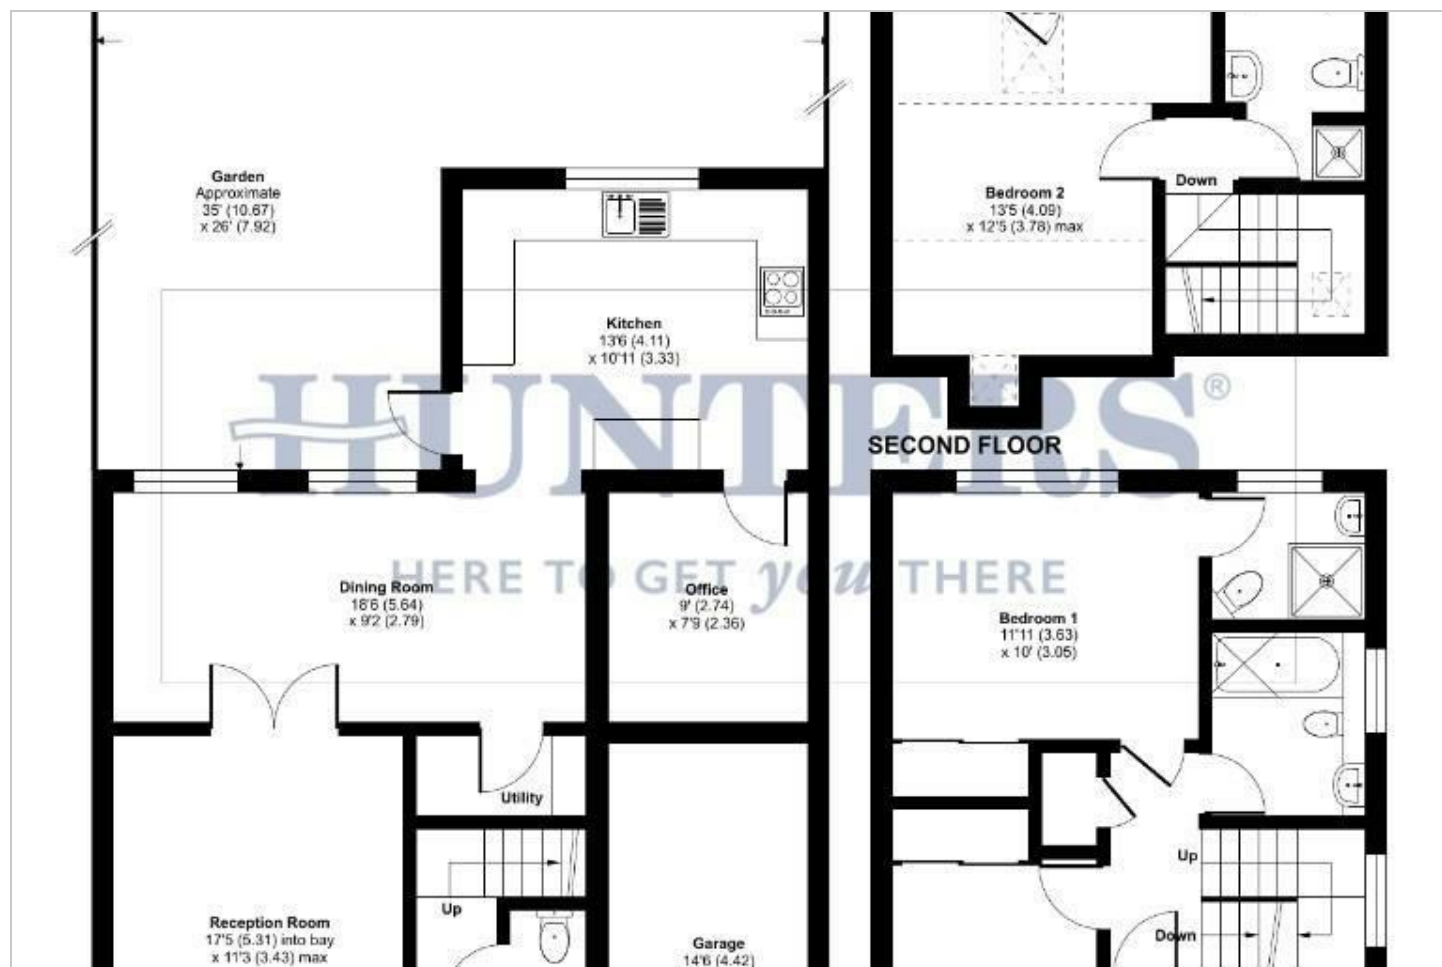 Garden
Approximate
35' (10.67)
x 26' (7.92)
Kitchen
13'6 (4.11)
x 10'11 (3.33)
Dining Room
18'6 (5.64)
x 9'2 (2.79)
Office
9' (2.74)
x 7'9 (2.36)
Utility
Up
Reception Room
17'5 (5.31) into bay
x 11'3 (3.43) max
Garage
14'6 (4.42)
Bedroom 2
13'5 (4.09)
x 12'5 (3.78) max
Down
SECOND FLOOR
Bedroom 1
11'11 (3.63)
x 10' (3.05)
Up
Down
HUNTERS®
HERE TO GET you THERE